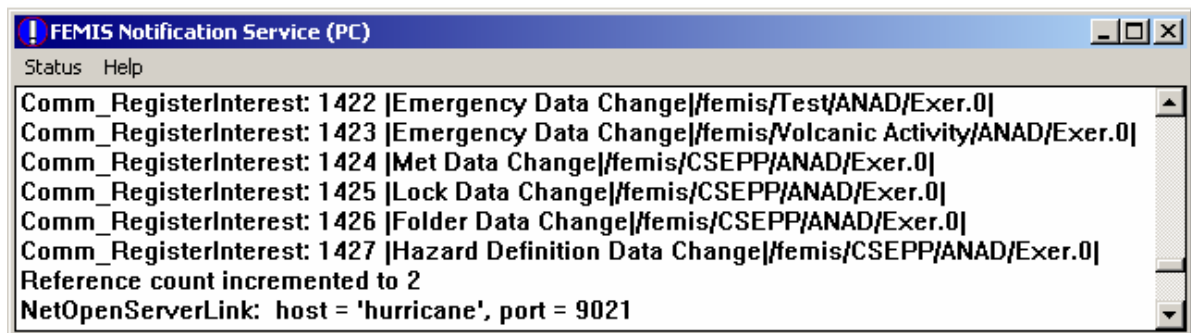 FEMIS Notification Service (PC)
Status Help
Comm_RegisterInterest: 1422 |Emergency Data Change|/femis/Test/ANAD/Exer.0|
Comm_RegisterInterest: 1423 |Emergency Data Change|/femis/Volcanic Activity/ANAD/Exer.0|
Comm_RegisterInterest: 1424 |Met Data Change|/femis/CSEPP/ANAD/Exer.0|
Comm_RegisterInterest: 1425 |Lock Data Change|/femis/CSEPP/ANAD/Exer.0|
Comm_RegisterInterest: 1426 |Folder Data Change|/femis/CSEPP/ANAD/Exer.0|
Comm_RegisterInterest: 1427 |Hazard Definition Data Change|/femis/CSEPP/ANAD/Exer.0|
Reference count incremented to 2
NetOpenServerLink:  host = 'hurricane', port = 9021